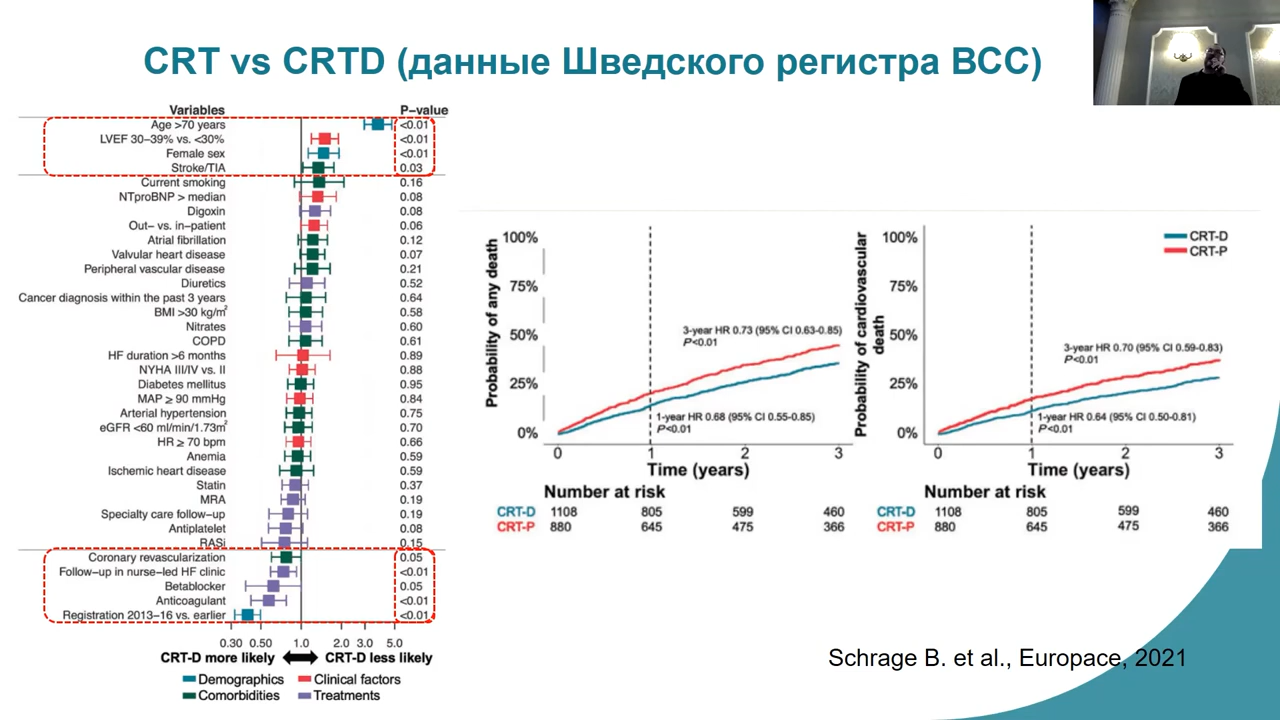 CRT vs CRTD (данные Шведского регистра ВСС)
Variables P-value
Age >70 years <0.01
LVEF 30-39% vs. <30% <0.01
Female sex <0.01
Stroke/TIA 0.03
Current smoking 0.16
NTproBNP > median 0.08
Digoxin 0.08
Out- vs. in-patient 0.06
Atrial fibrillation 0.12
Valvular heart disease 0.07
Peripheral vascular disease 0.21
Diuretics 0.52
Cancer diagnosis within the past 3 years 0.64
BMI >30 kg/m² 0.58
Nitrates 0.60
COPD 0.61
HF duration >6 months 0.89
NYHA III/IV vs. II 0.88
Diabetes mellitus 0.95
MAP ≥ 90 mmHg 0.84
Arterial hypertension 0.75
eGFR <60 ml/min/1.73m² 0.70
HR ≥ 70 bpm 0.66
Anemia 0.59
Ischemic heart disease 0.59
Statin 0.37
MRA 0.19
Specialty care follow-up 0.19
Antiplatelet 0.08
RASi 0.15
Coronary revascularization 0.05
Follow-up in nurse-led HF clinic <0.01
Betablocker 0.05
Anticoagulant <0.01
Registration 2013-16 vs. earlier <0.01
0.30 0.50 1.0 2.0 3.0 5.0
CRT-D more likely CRT-D less likely
Demographics Clinical factors
Comorbidities Treatments
Probability of any death
100%
75%
50%
25%
0%
3-year HR 0.73 (95% CI 0.63-0.85)
P<0.01
1-year HR 0.68 (95% CI 0.55-0.85)
P<0.01
0 1 2 3
Time (years)
Number at risk
CRT-D 1108 805 599 460
CRT-P 880 645 475 366
Probability of cardiovascular
death
100%
75%
50%
25%
0%
CRT-D
CRT-P
3-year HR 0.70 (95% CI 0.59-0.83)
P<0.01
1-year HR 0.64 (95% CI 0.50-0.81)
P<0.01
0 1 2 3
Time (years)
Number at risk
CRT-D 1108 805 599 460
CRT-P 880 645 475 366
Schrage B. et al., Europace, 2021